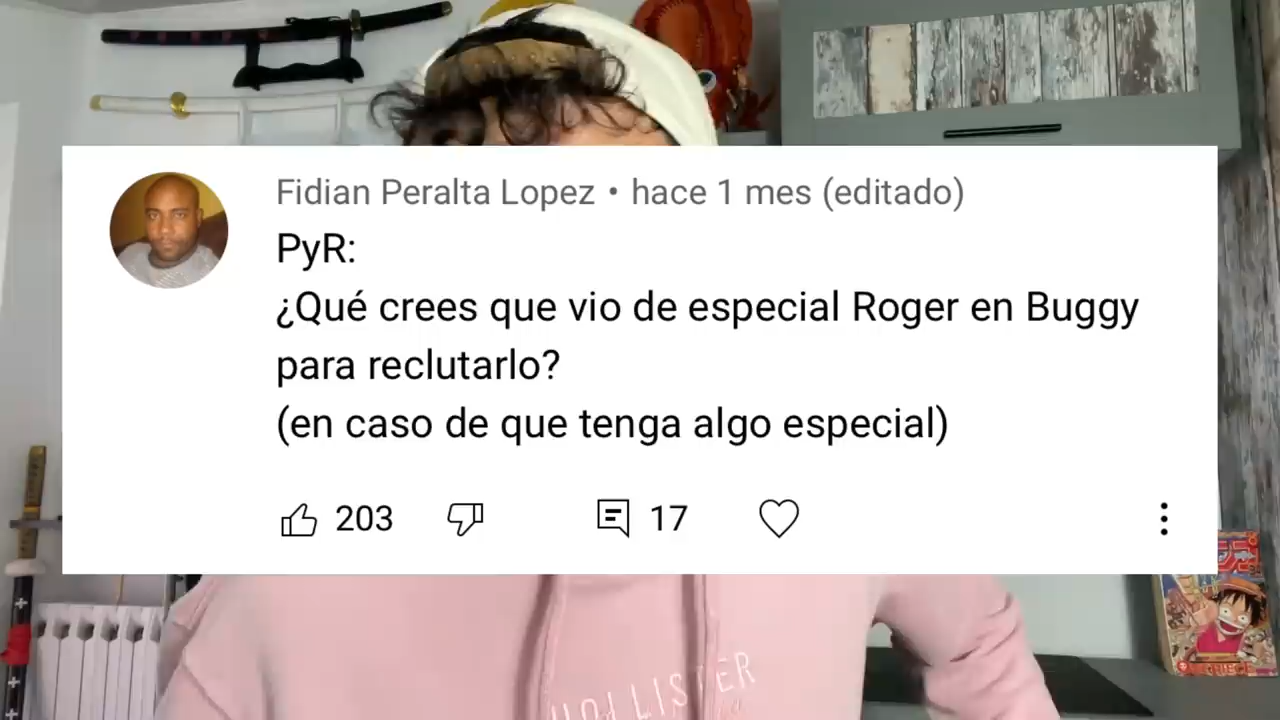 Fidian Peralta Lopez • hace 1 mes (editado)
PyR:
¿Qué crees que vio de especial Roger en Buggy
para reclutarlo?
(en caso de que tenga algo especial)
203 17
HOLLISTER